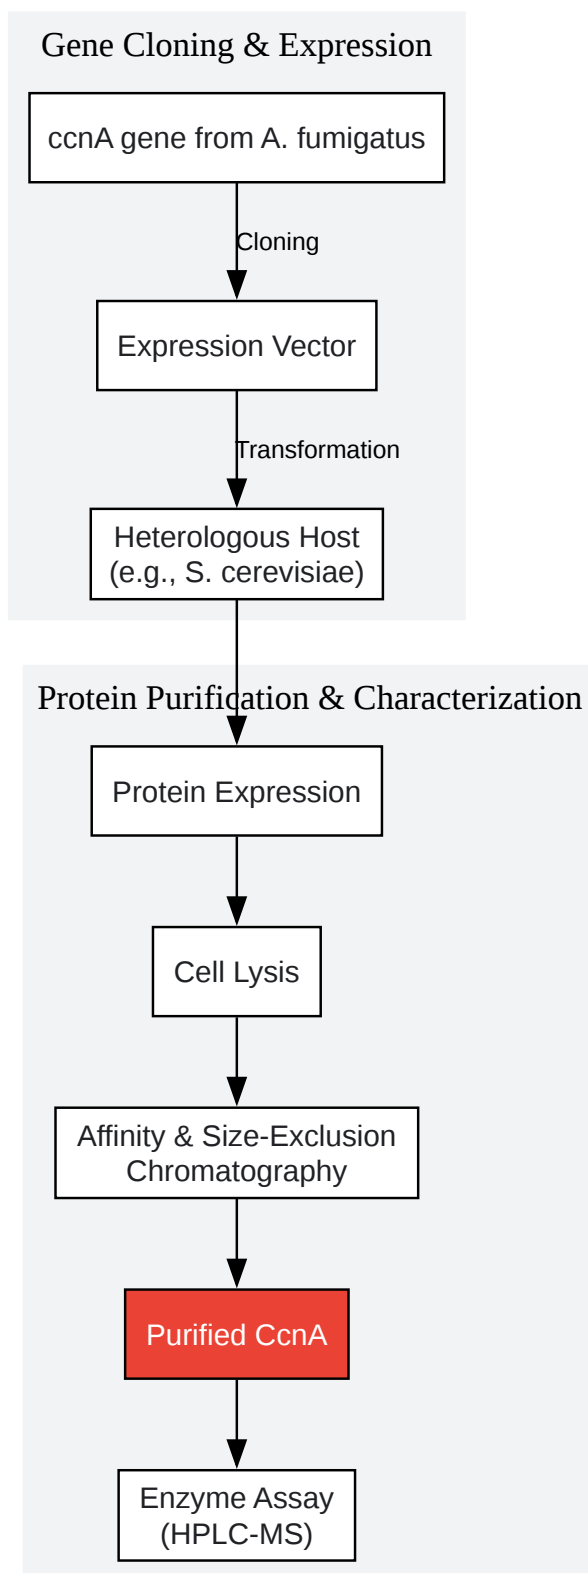 Gene Cloning & Expression
ccnA gene from A. fumigatus
Cloning
Expression Vector
Transformation
Heterologous Host
(e.g., S. cerevisiae)
Protein Purification & Characterization
Protein Expression
Cell Lysis
Affinity & Size-Exclusion
Chromatography
Purified CcnA
Enzyme Assay
(HPLC-MS)